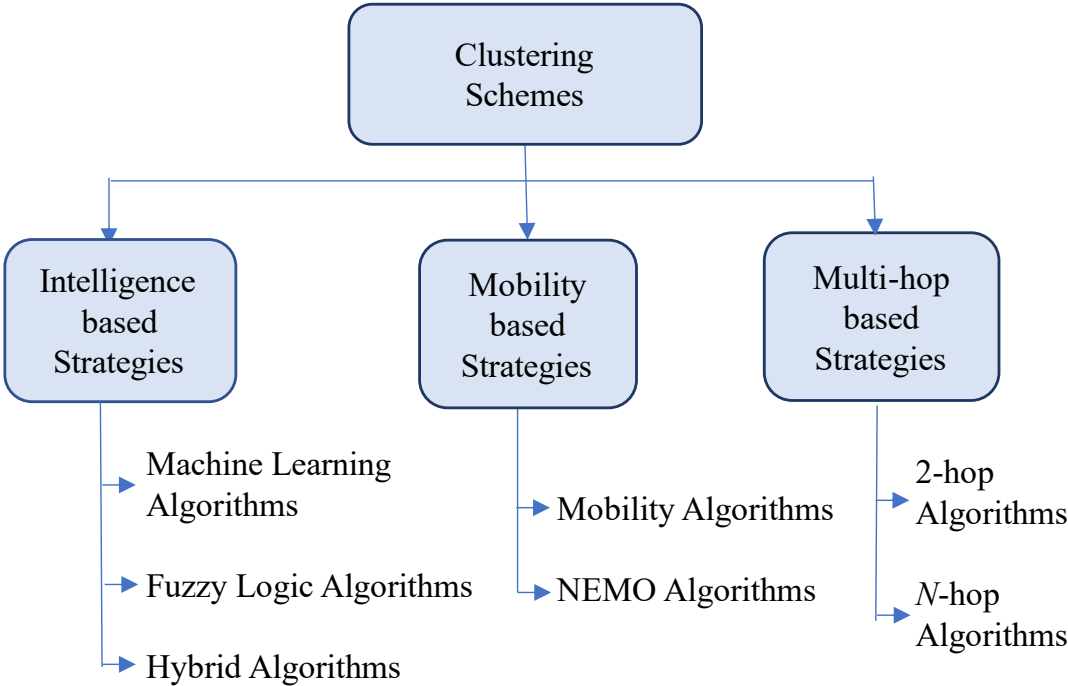 Clustering
Schemes
Intelligence
based
Strategies
Mobility
based
Strategies
Multi-hop
based
Strategies
Machine Learning
Algorithms
Fuzzy Logic Algorithms
Hybrid Algorithms
Mobility Algorithms
NEMO Algorithms
2-hop
Algorithms
N-hop
Algorithms